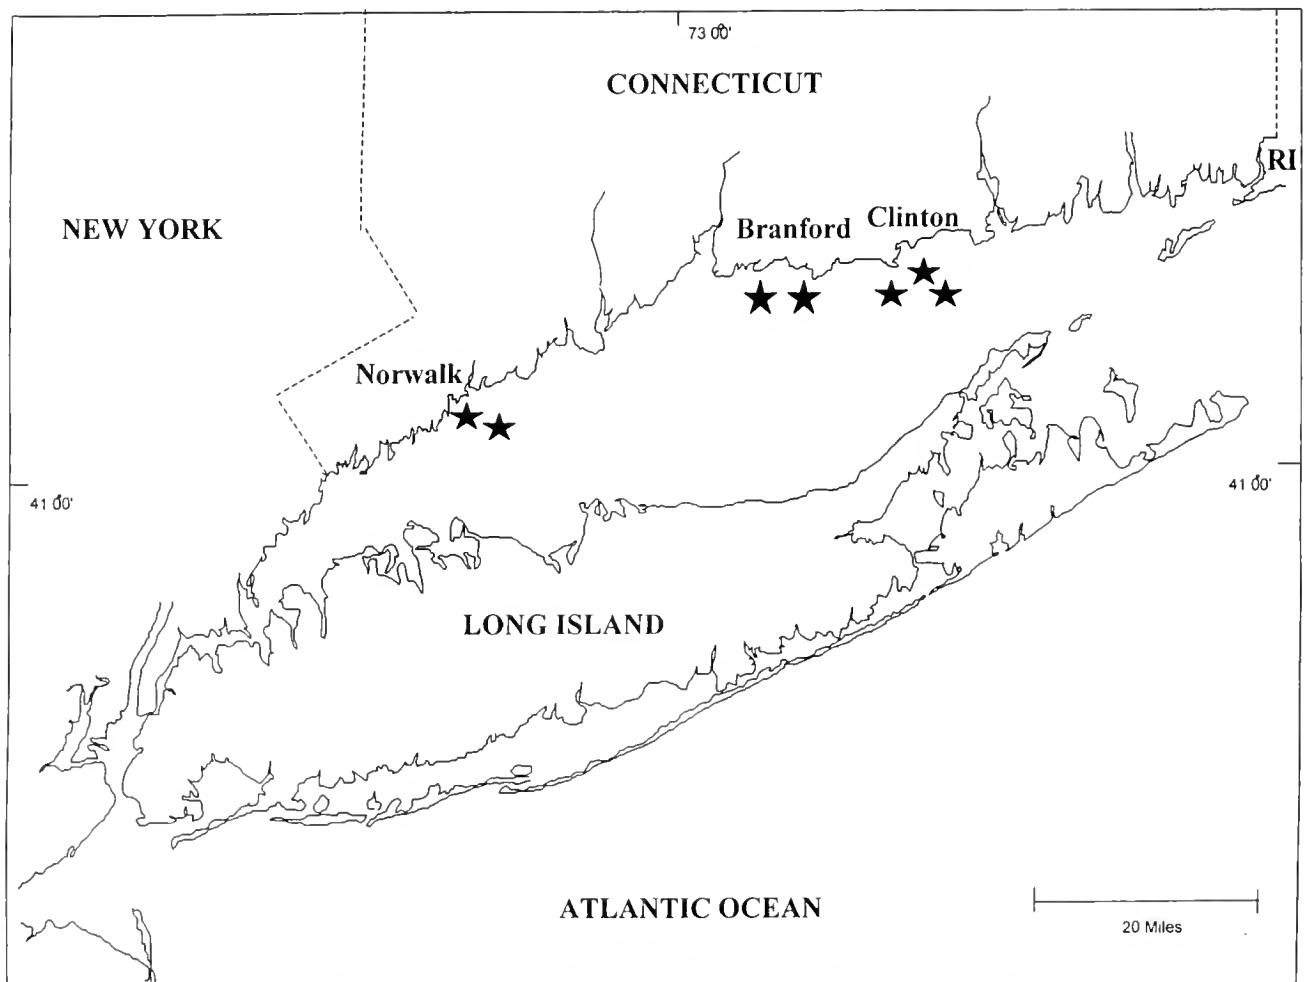 73 00'
CONNECTICUT
RI
NEW YORK
Branford
Clinton
Norwalk
41 00'
41 00'
LONG ISLAND
ATLANTIC OCEAN
20 Miles